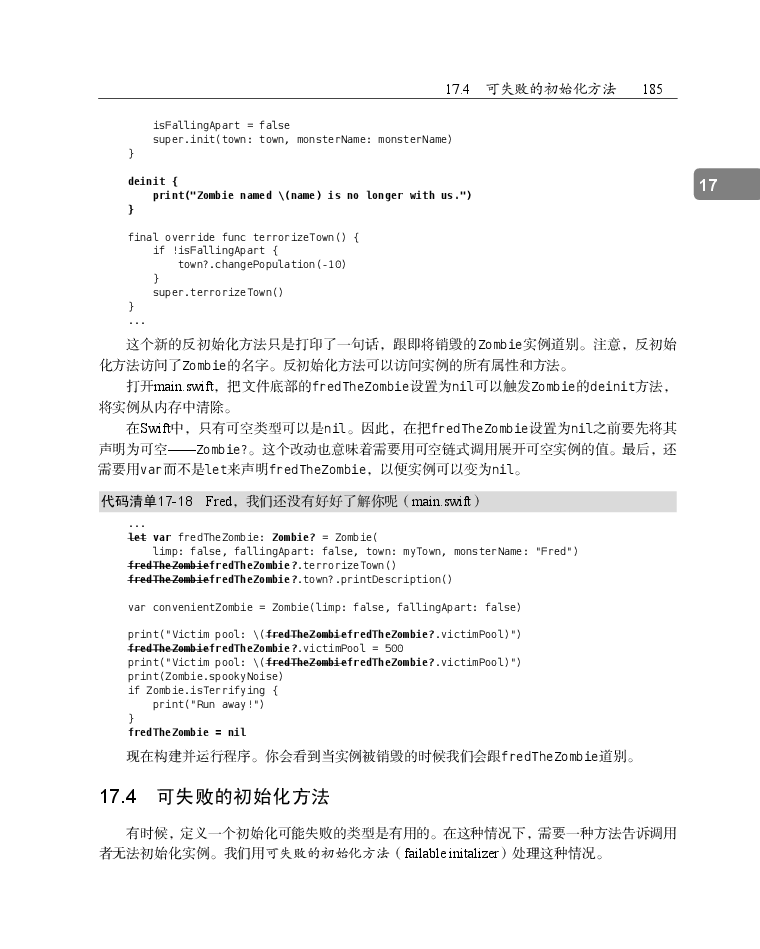 17.4 可失败的初始化方法 185
isFallingApart = false
super.init(town: town, monsterName: monsterName)
}
deinit {
print("Zombie named \(name) is no longer with us.")
}
17
final override func terrorizeTown() {
if !isFallingApart {
town?.changePopulation(-10)
}
super.terrorizeTown()
}
...
这个新的反初始化方法只是打印了一句话，跟即将销毁的Zombie实例道别。注意，反初始
化方法访问了Zombie的名字。反初始化方法可以访问实例的所有属性和方法。
打开main.swift，把文件底部的fredTheZombie设置为nil可以触发Zombie的deinit方法，
将实例从内存中清除。
在Swift中，只有可空类型可以是nil。因此，在把fredTheZombie设置为nil之前要先将其
声明为可空——Zombie?。这个改动也意味着需要用可空链式调用展开可空实例的值。最后，还
需要用var而不是let来声明fredTheZombie，以便实例可以变为nil。
代码清单17-18 Fred，我们还没有好好了解你呢（main.swift）
...
let var fredTheZombie: Zombie? = Zombie(
limp: false, fallingApart: false, town: myTown, monsterName: "Fred")
fredTheZombiefredTheZombie?.terrorizeTown()
fredTheZombiefredTheZombie?.town?.printDescription()
var convenientZombie = Zombie(limp: false, fallingApart: false)
print("Victim pool: \(fredTheZombiefredTheZombie?.victimPool)")
fredTheZombiefredTheZombie?.victimPool = 500
print("Victim pool: \(fredTheZombiefredTheZombie?.victimPool)")
print(Zombie.spookyNoise)
if Zombie.isTerrifying {
print("Run away!")
}
fredTheZombie = nil
现在构建并运行程序。你会看到当实例被销毁的时候我们会跟fredTheZombie道别。
17.4 可失败的初始化方法
有时候，定义一个初始化可能失败的类型是有用的。在这种情况下，需要一种方法告诉调用
者无法初始化实例。我们用可失败的初始化方法（failable initalizer）处理这种情况。